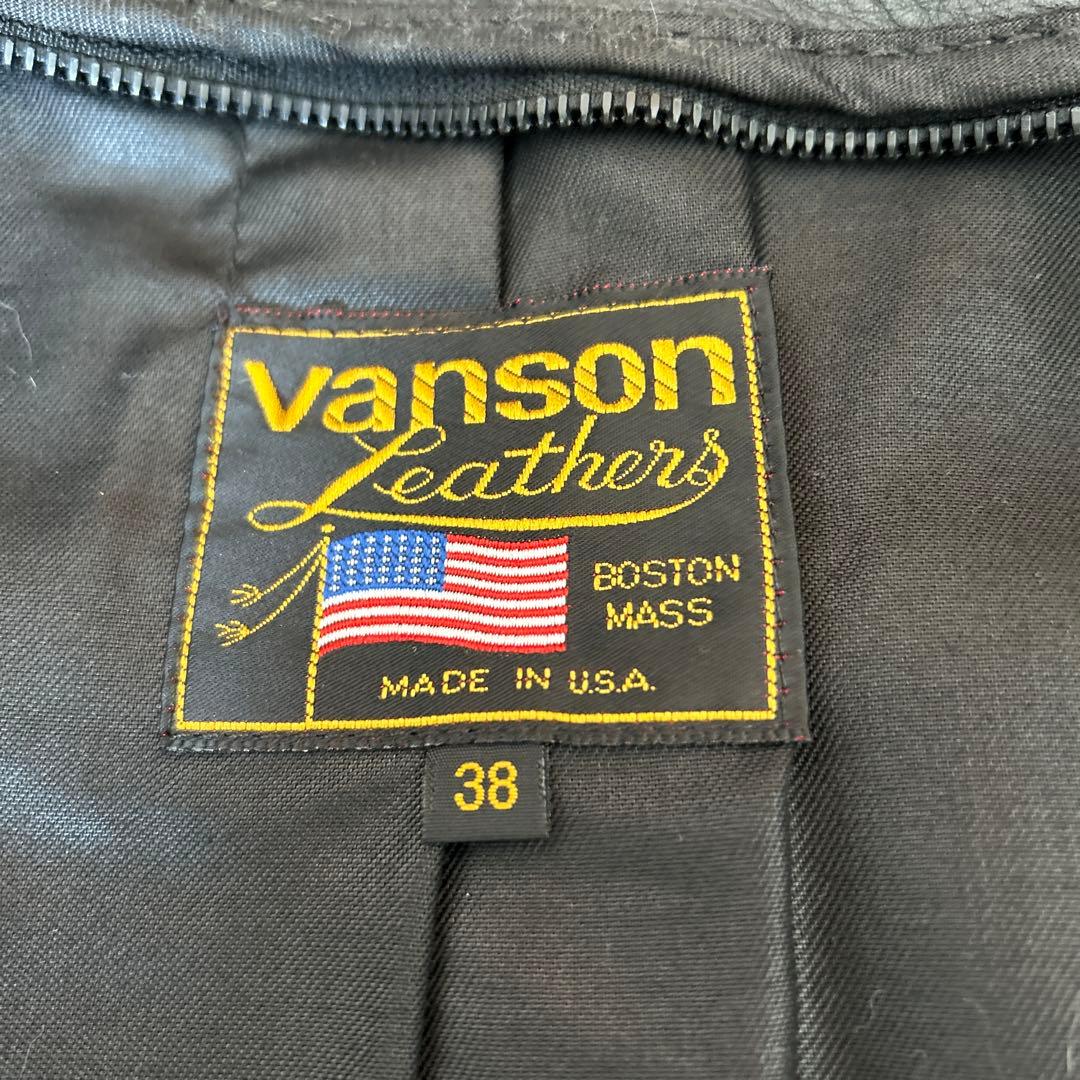 vanson
Leathers
BOSTON
MASS
MADE IN U.S.A.
38